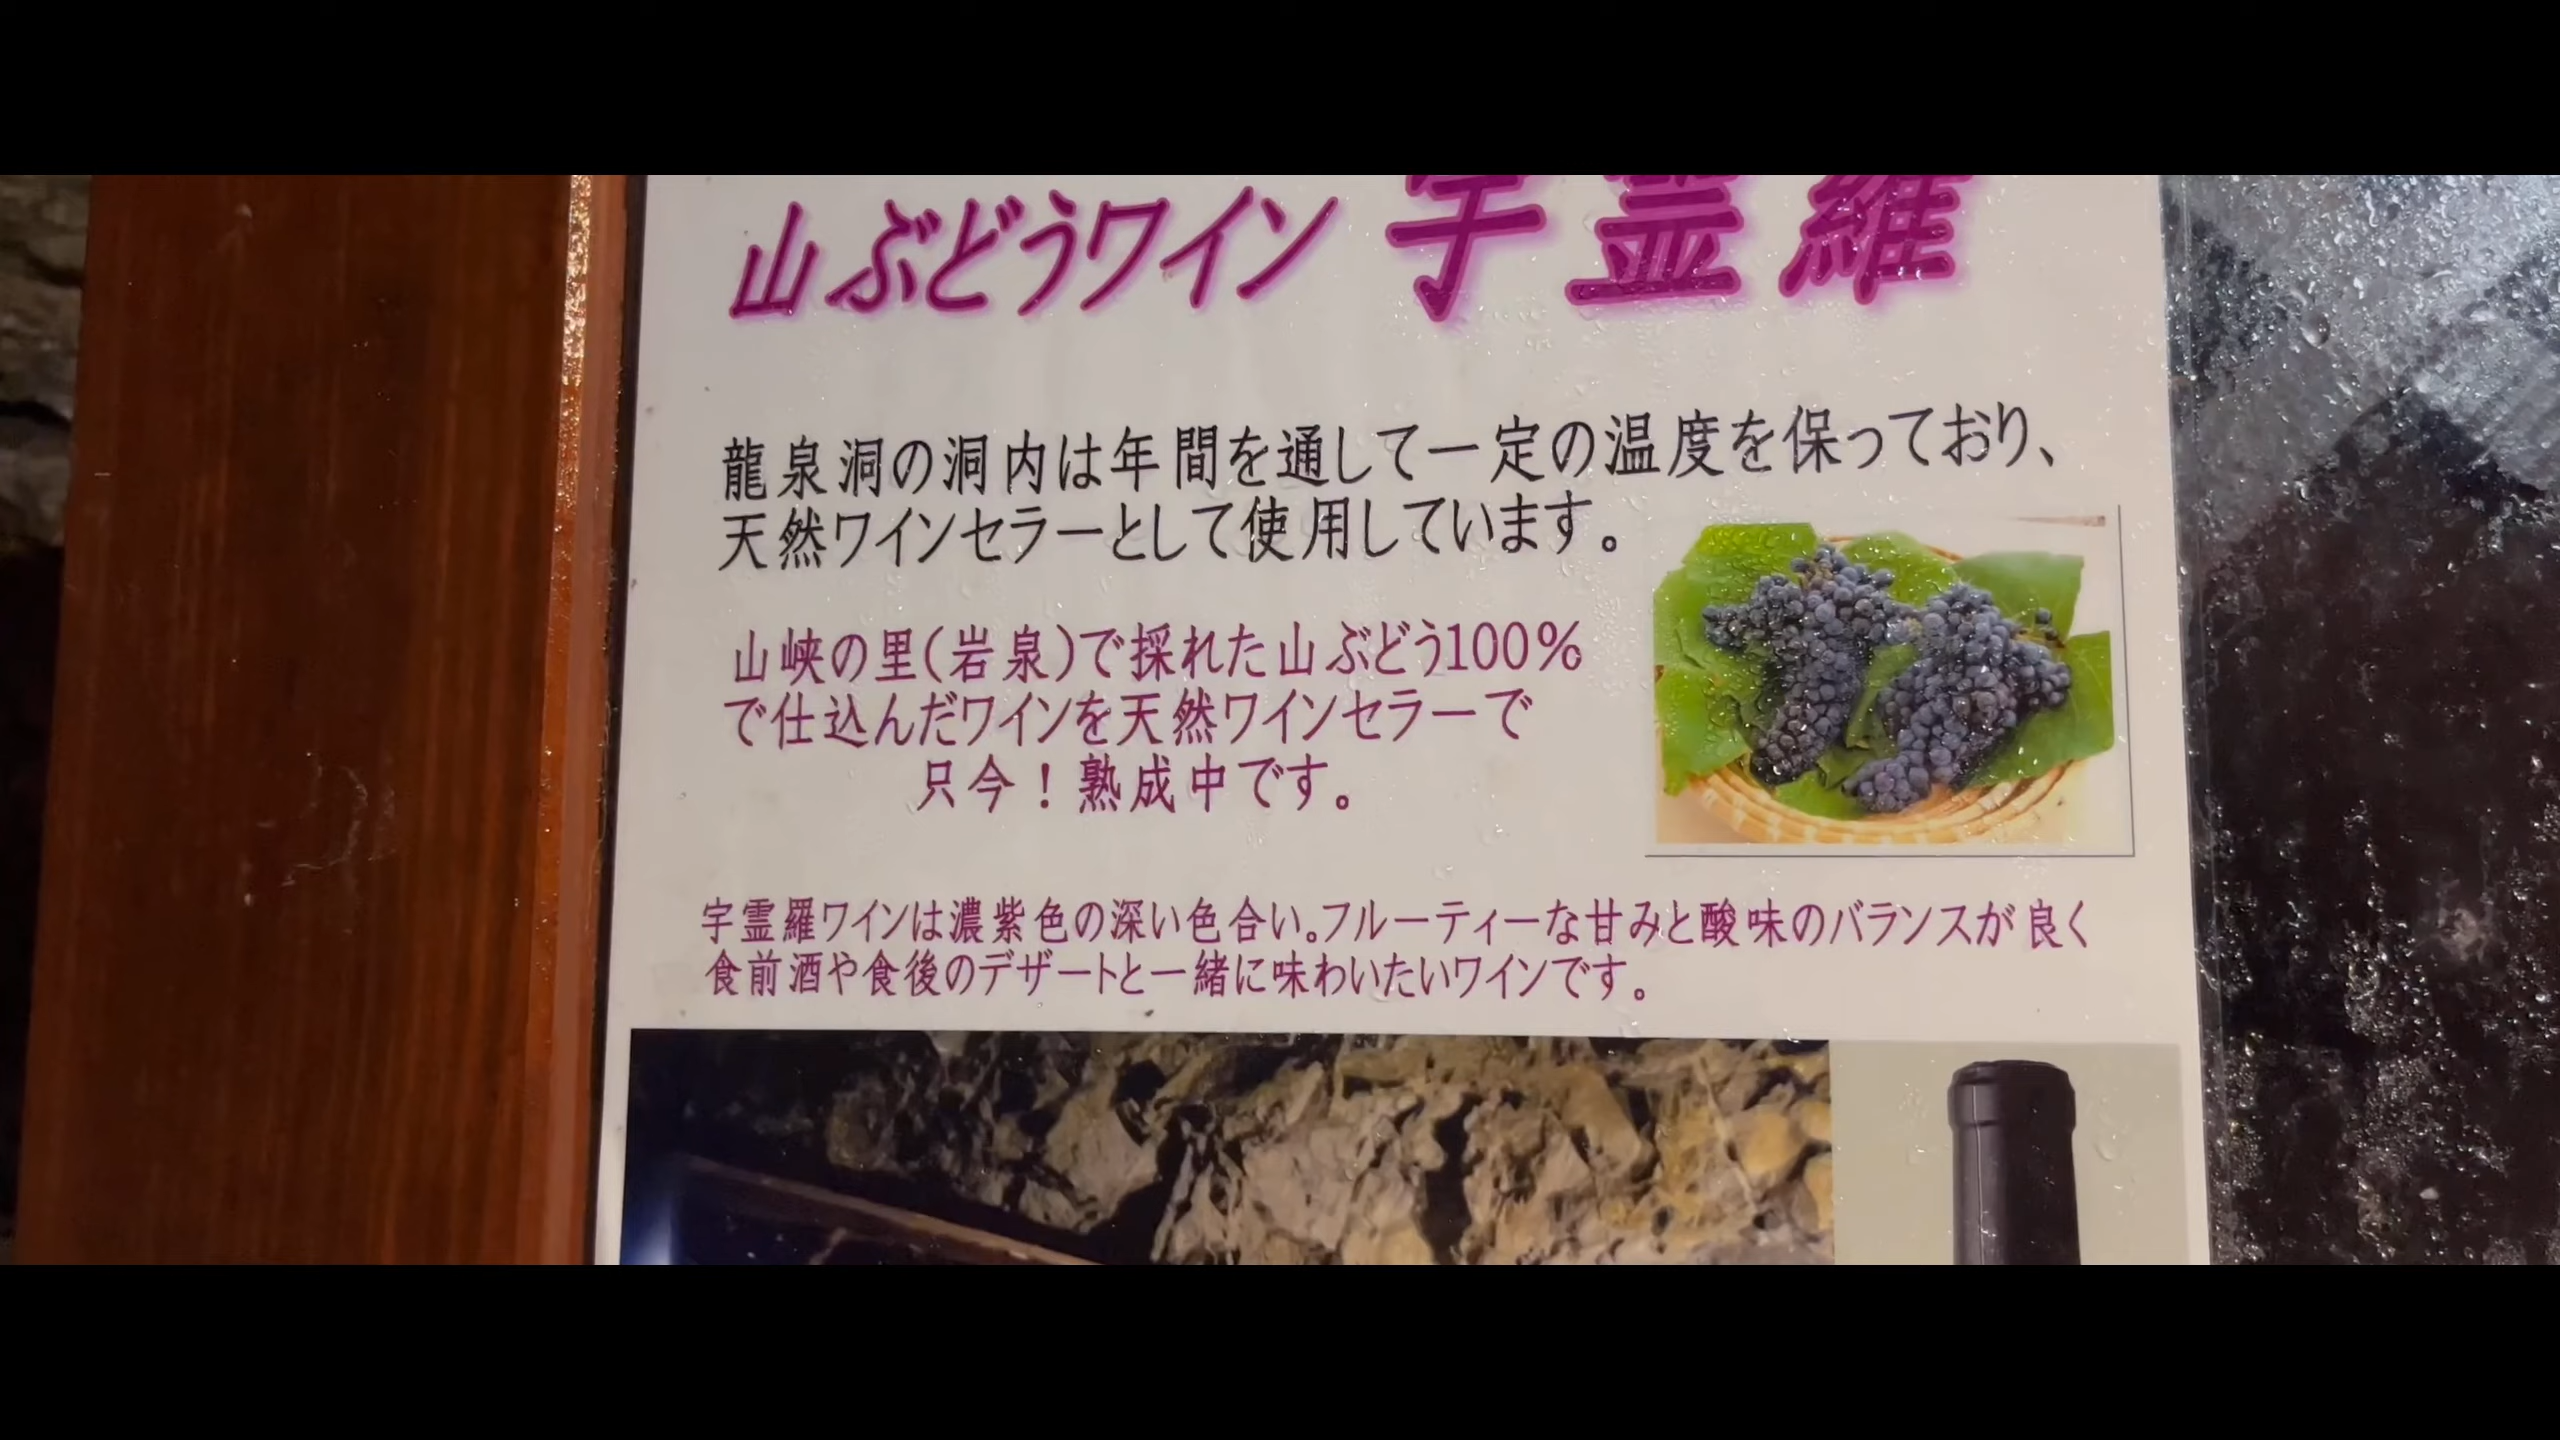 山ぶどうワイン 宇霊羅
龍泉洞の洞内は年間を通して一定の温度を保っており、
天然ワインセラーとして使用しています。
山峡の里(岩泉)で採れた山ぶどう100%
で仕込んだワインを天然ワインセラーで
只今!熟成中です。
宇霊羅ワインは濃紫色の深い色合い。フルーティーな甘みと酸味のバランスが良く
食前酒や食後のデザートと一緒に味わいたいワインです。